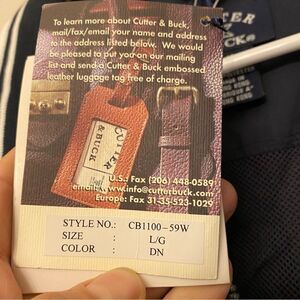 To learn more about Cutter & Buck,
mail/fax/email your name and address
to the address listed below. We would
be pleased to put you on our mailing
list and send a Cutter & Buck embossed
leather luggage tag free of charge.
CUTTER
& BUCK
U.S.: Fax (206) 448-0589
email: www.info@cutterbuck.com
Europe: Fax 31-35-523-1029
STYLE NO.: CB1100-59W
SIZE : L/G
COLOR : DN
CUTTER
& BUCK